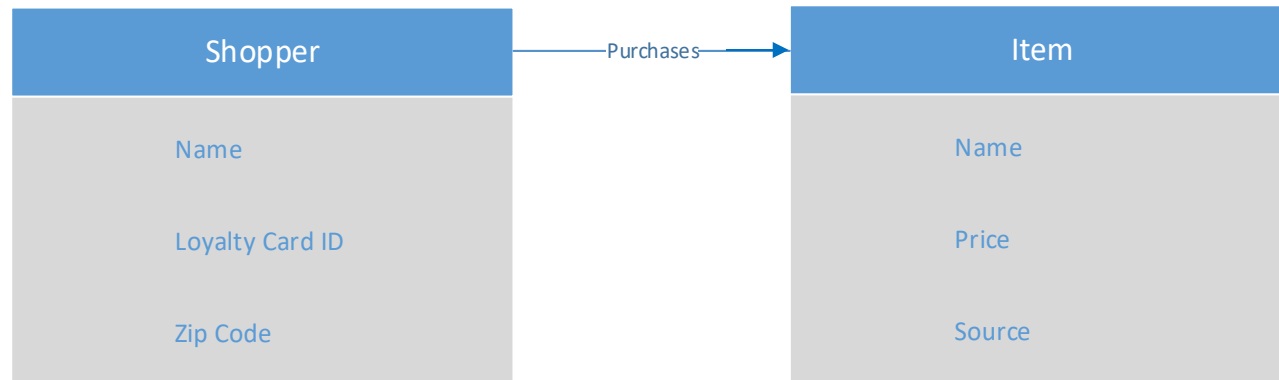 Shopper
Purchases
Item
Name
Loyalty Card ID
Zip Code
Name
Price
Source